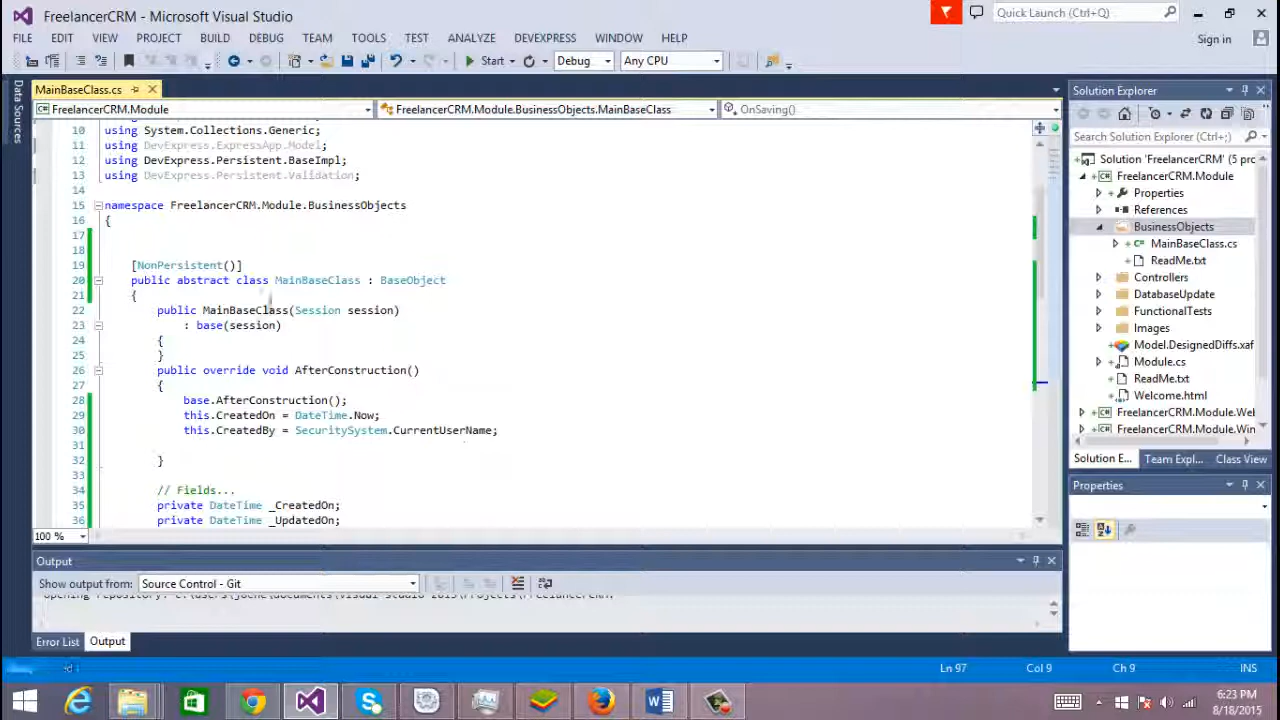 FreelancerCRM - Microsoft Visual Studio
Quick Launch (Ctrl+Q)
FILE EDIT VIEW PROJECT BUILD DEBUG TEAM TOOLS TEST ANALYZE DEVEXPRESS WINDOW HELP
Sign in
Start Debug Any CPU
Data Sources
MainBaseClass.cs
FreelancerCRM.Module FreelancerCRM.Module.BusinessObjects.MainBaseClass OnSaving()
10 using System.Collections.Generic;
11 using DevExpress.ExpressApp.Model;
12 using DevExpress.Persistent.BaseImpl;
13 using DevExpress.Persistent.Validation;
14
15 namespace FreelancerCRM.Module.BusinessObjects
16 {
17
18
19 [NonPersistent()]
20 public abstract class MainBaseClass : BaseObject
21 {
22 public MainBaseClass(Session session)
23 : base(session)
24 {
25 }
26 public override void AfterConstruction()
27 {
28 base.AfterConstruction();
29 this.CreatedOn = DateTime.Now;
30 this.CreatedBy = SecuritySystem.CurrentUserName;
31
32 }
33
34 // Fields...
35 private DateTime _CreatedOn;
36 private DateTime _UpdatedOn;
100 %
Output
Show output from: Source Control - Git
Opening repository:
Error List Output
Solution Explorer
Search Solution Explorer (Ctrl+;)
Solution 'FreelancerCRM' (5 prc
FreelancerCRM.Module
Properties
References
BusinessObjects
MainBaseClass.cs
ReadMe.txt
Controllers
DatabaseUpdate
FunctionalTests
Images
Model.DesignedDiffs.xaf
Module.cs
ReadMe.txt
Welcome.html
FreelancerCRM.Module.Wel
FreelancerCRM.Module.Win
Solution E... Team Expl... Class View
Properties
Ln 97 Col 9 Ch 9 INS
6:23 PM
8/18/2015